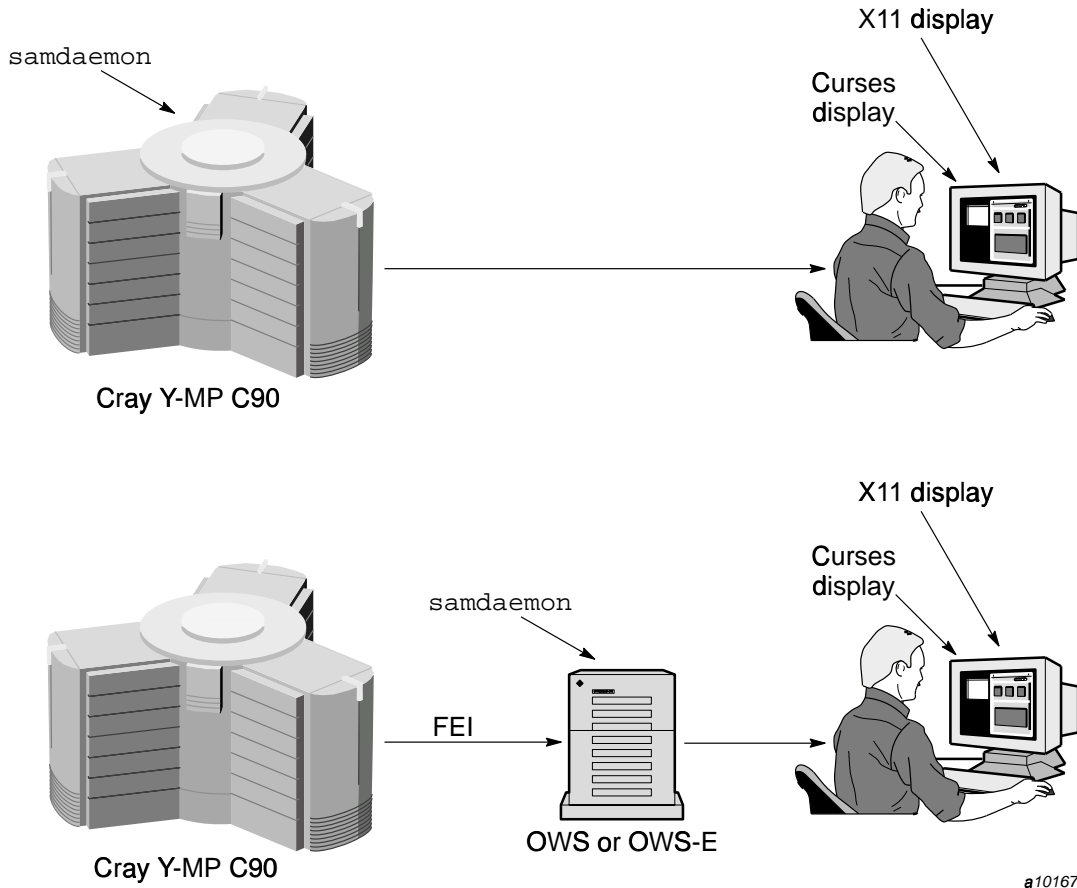 X11 display
samdaemon
Curses
display
Cray Y-MP C90
X11 display
Curses
display
samdaemon
FEI
OWS or OWS-E
Cray Y-MP C90
a10167